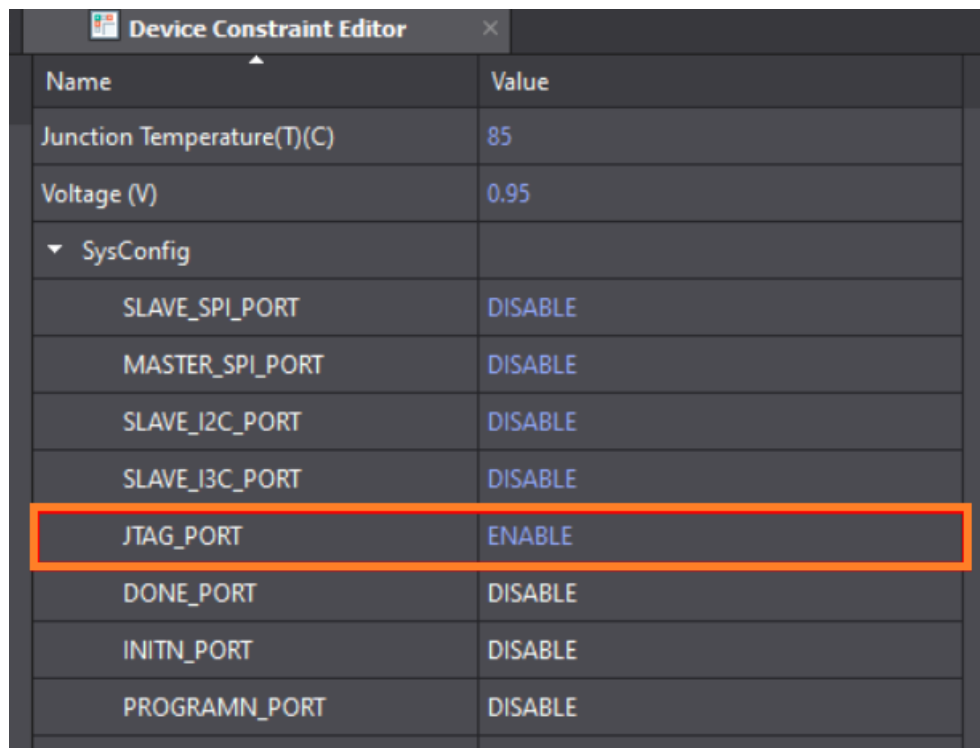 Device Constraint Editor ×
Name Value
Junction Temperature(T)(C) 85
Voltage (V) 0.95
SysConfig
SLAVE_SPI_PORT DISABLE
MASTER_SPI_PORT DISABLE
SLAVE_I2C_PORT DISABLE
SLAVE_I3C_PORT DISABLE
JTAG_PORT ENABLE
DONE_PORT DISABLE
INITN_PORT DISABLE
PROGRAMN_PORT DISABLE